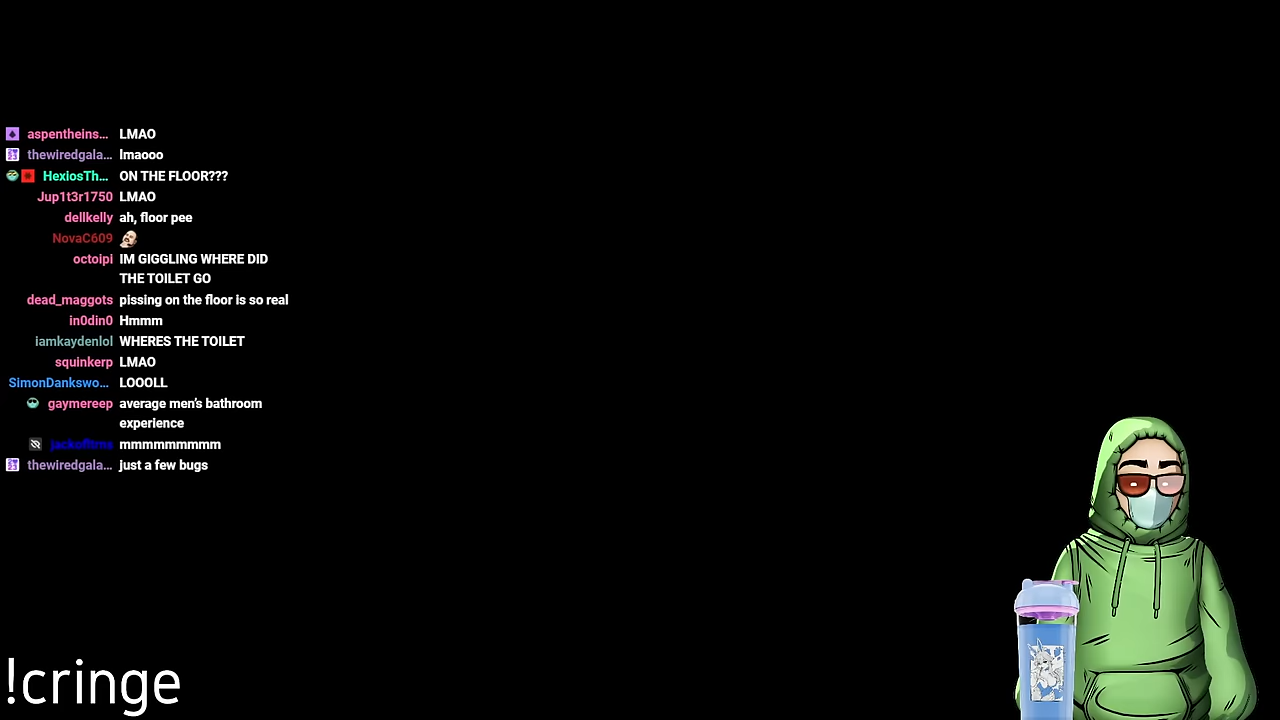 aspentheins... LMAO
thewiredgala... lmaooo
HexiosTh... ON THE FLOOR???
Jup1t3r1750 LMAO
dellkelly ah, floor pee
NovaC609
octoipi IM GIGGLING WHERE DID
THE TOILET GO
dead_maggots pissing on the floor is so real
in0din0 Hmmm
iamkaydenlol WHERES THE TOILET
squinkerp LMAO
SimonDankswo... LOOOLL
gaymereep average men's bathroom
experience
mmmmmmmmm
thewiredgala... just a few bugs
!cringe